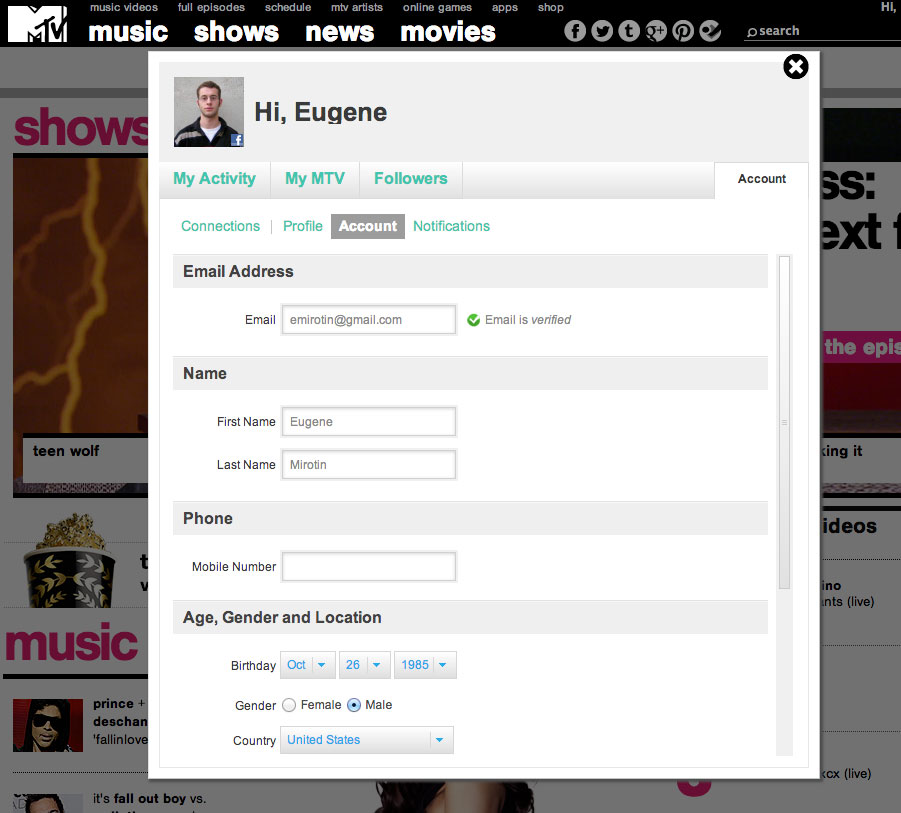 music videos full episodes schedule mtv artists online games apps shop Hi,
MTV music shows news movies search
Hi, Eugene
My Activity My MTV Followers Account
Connections Profile Account Notifications
Email Address
Email emirotin@gmail.com Email is verified
Name
First Name Eugene
Last Name Mirotin
Phone
Mobile Number
Age, Gender and Location
Birthday Oct 26 1985
Gender Female Male
Country United States
shows
teen wolf
music
prince +
deschan
'fallinlove
it's fall out boy vs.
ss:
ext f
the epis
king it
ideos
ino
ants (live)
xcx (live)